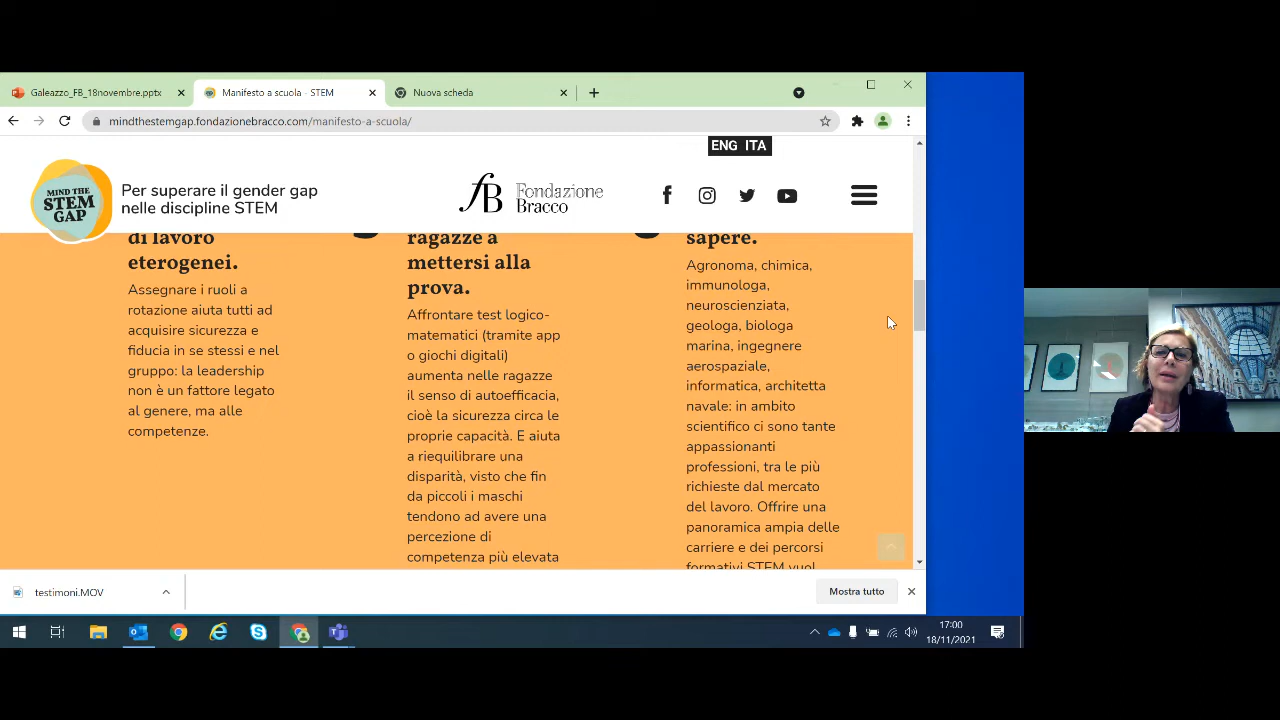 Galeazzo_FB_18novembre.pptx
Manifesto a scuola - STEM
Nuova scheda
mindthestemgap.fondazionebracco.com/manifesto-a-scuola/
ENG ITA
MIND THE
STEM
GAP
Per superare il gender gap
nelle discipline STEM
fB Fondazione
Bracco
di lavoro
eterogenei.
Assegnare i ruoli a
rotazione aiuta tutti ad
acquisire sicurezza e
fiducia in se stessi e nel
gruppo: la leadership
non è un fattore legato
al genere, ma alle
competenze.
ragazze a
mettersi alla
prova.
Affrontare test logico-
matematici (tramite app
o giochi digitali)
aumenta nelle ragazze
il senso di autoefficacia,
cioè la sicurezza circa le
proprie capacità. E aiuta
a riequilibrare una
disparità, visto che fin
da piccoli i maschi
tendono ad avere una
percezione di
competenza più elevata
sapere.
Agronoma, chimica,
immunologa,
neuroscienziata,
geologa, biologa
marina, ingegnere
aerospaziale,
informatica, architetta
navale: in ambito
scientifico ci sono tante
appassionanti
professioni, tra le più
richieste dal mercato
del lavoro. Offrire una
panoramica ampia delle
carriere e dei percorsi
formativi STEM vuol
testimoni.MOV
Mostra tutto
17:00
18/11/2021